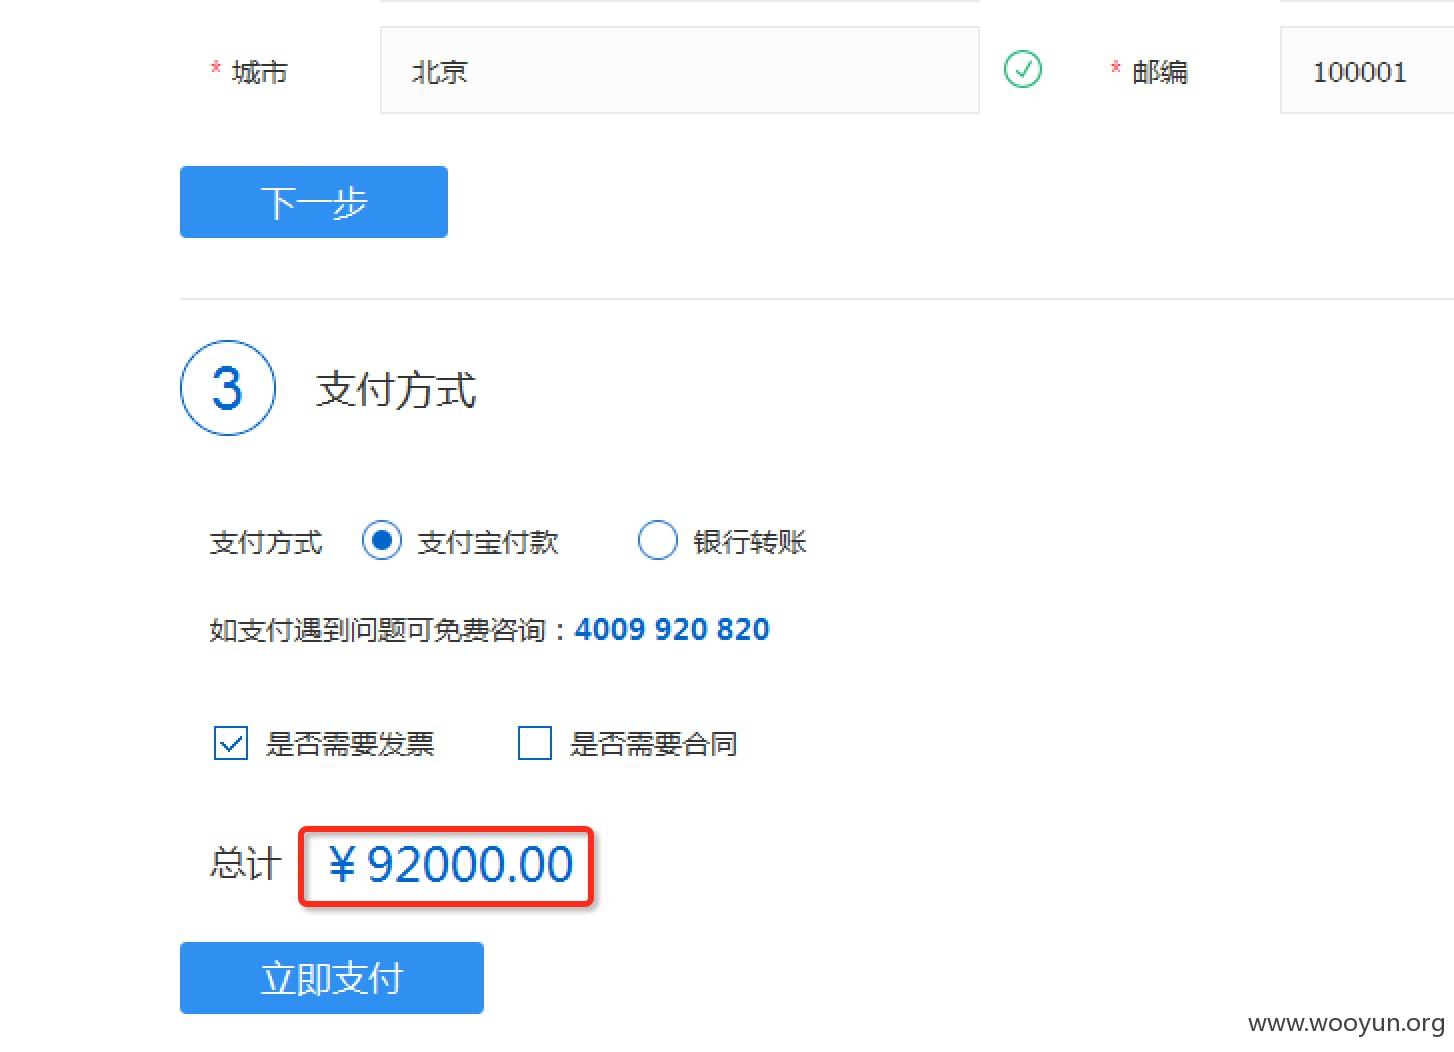 * 城市 北京 * 邮编 100001
下一步
3 支付方式
支付方式 支付宝付款 银行转账
如支付遇到问题可免费咨询：4009 920 820
是否需要发票 是否需要合同
总计 ¥92000.00
立即支付
www.wooyun.org